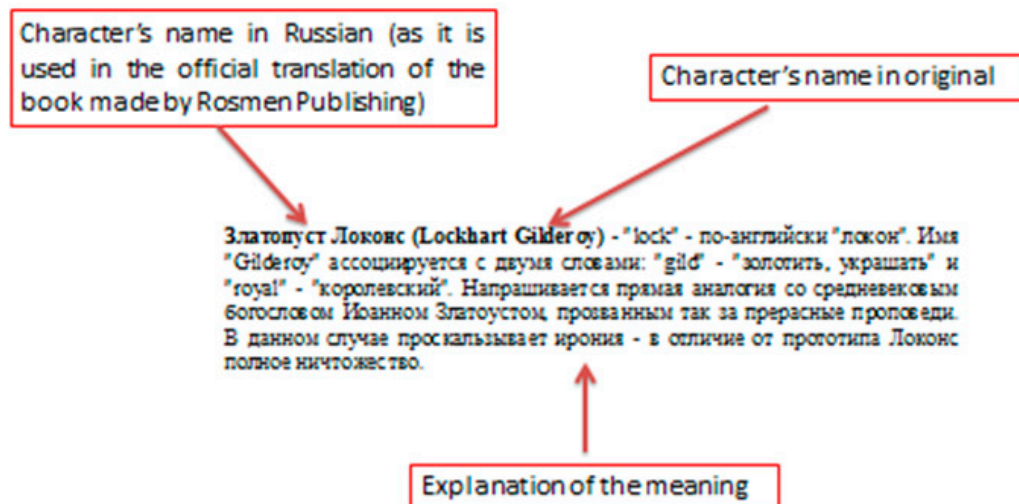 Character's name in Russian (as it is
used in the official translation of the
book made by Rosmen Publishing)
Character's name in original
Златопуст Локонс (Lockhart Gilderoy) - "lock" - по-английски "локон". Имя
"Gilderoy" ассоциируется с двумя словами: "gild" - "золотить, украшать" и
"royal" - "королевский". Напрашивается прямая аналогия со средневековым
богословом Иоанном Златоустом, прозванным так за прерасные проповеди.
В данном случае проскальзывает ирония - в отличие от прототипа Локонс
полное ничтожество.
Explanation of the meaning